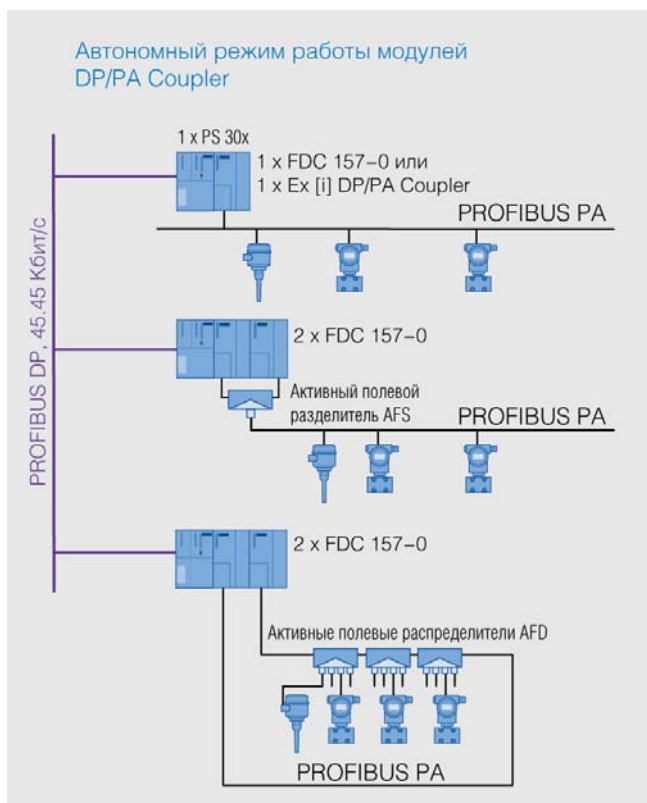 Автономный режим работы модулей
DP/PA Coupler
1 x PS 30x
1 x FDC 157–0 или
1 x Ex [i] DP/PA Coupler
PROFIBUS PA
PROFIBUS DP, 45.45 Кбит/с
2 x FDC 157–0
Активный полевой
разделитель AFS
PROFIBUS PA
2 x FDC 157–0
Активные полевые распределители AFD
PROFIBUS PA